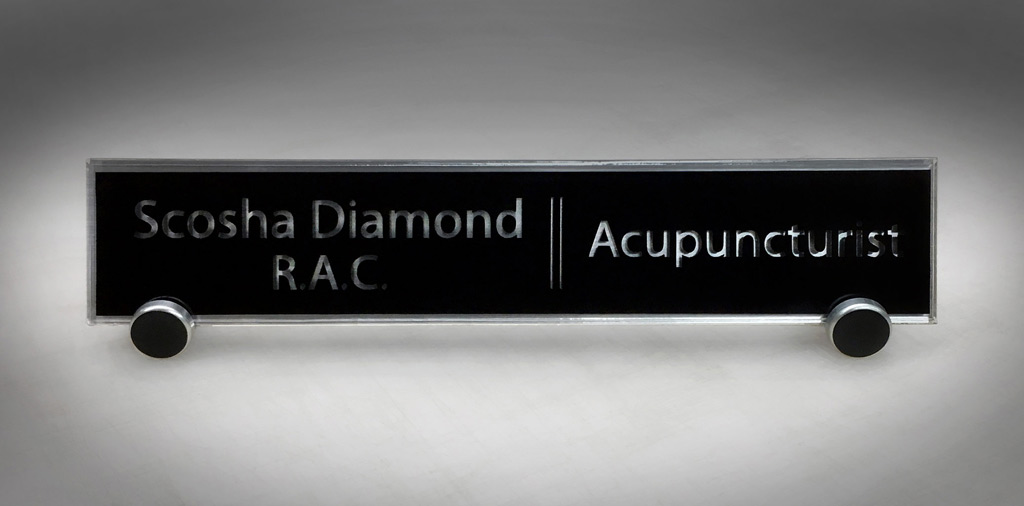 Scosha Diamond
R.A.C.
Acupuncturist